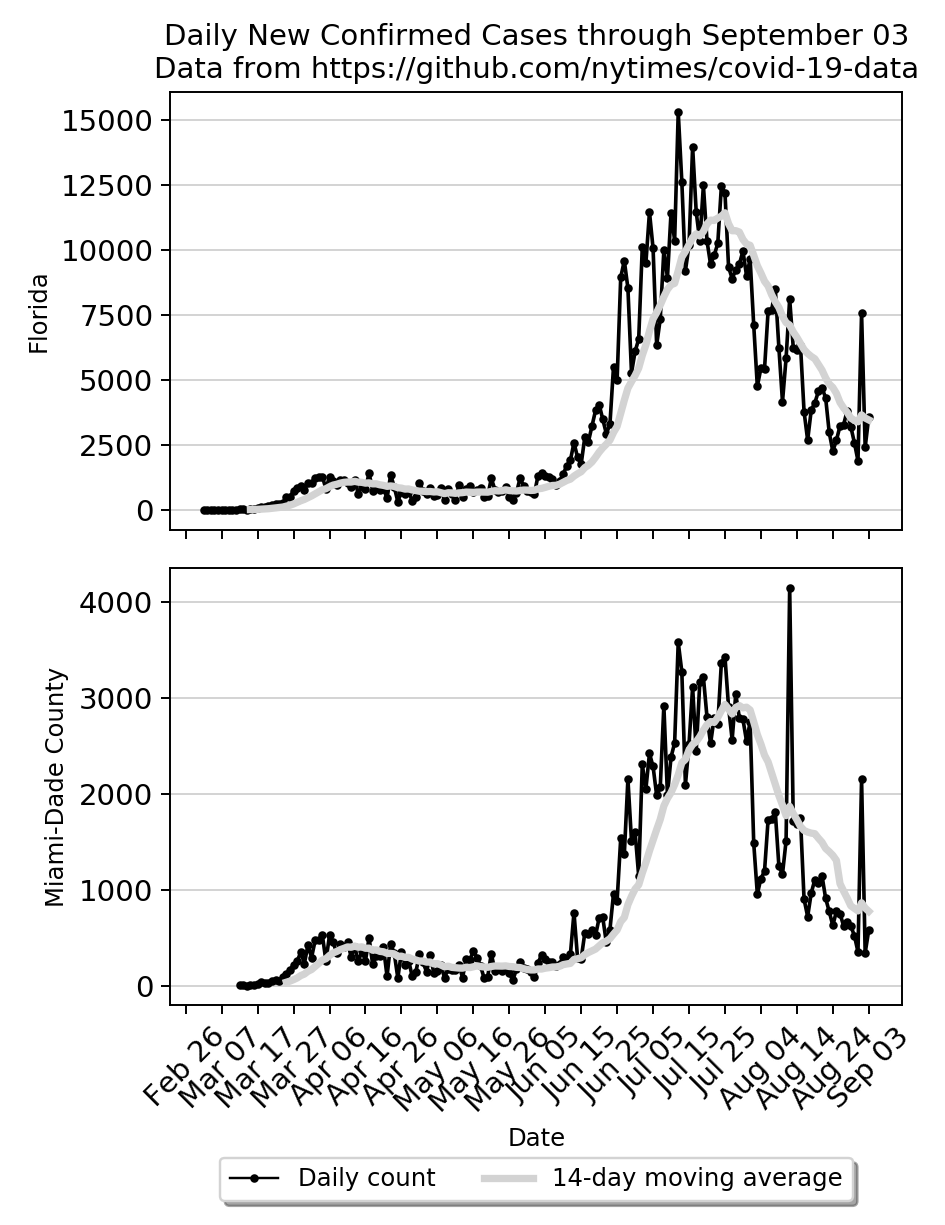 Daily New Confirmed Cases through September 03
Data from https://github.com/nytimes/covid-19-data
15000
12500
10000
7500
5000
2500
0
Florida
4000
3000
2000
1000
0
Miami-Dade County
Feb 26
Mar 07
Mar 17
Mar 27
Apr 06
Apr 16
Apr 26
May 06
May 16
May 26
Jun 05
Jun 15
Jun 25
Jul 05
Jul 15
Jul 25
Aug 04
Aug 14
Aug 24
Sep 03
Date
Daily count
14-day moving average